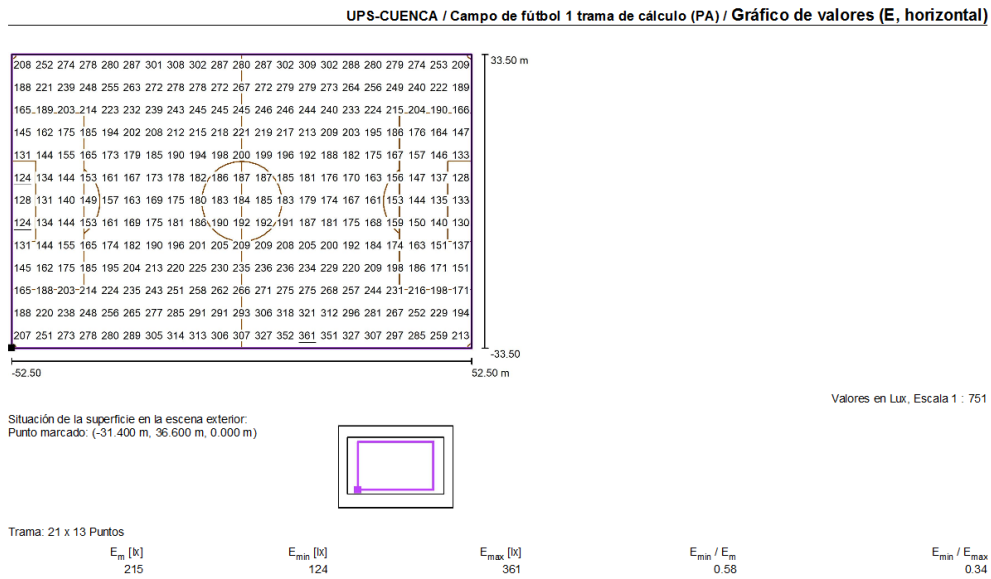 UPS-CUENCA / Campo de fútbol 1 trama de cálculo (PA) / Gráfico de valores (E, horizontal)
208 252 274 278 280 287 301 308 302 287 280 287 302 309 302 288 280 279 274 253 209
33.50 m
188 221 239 248 255 263 272 278 278 272 267 272 279 279 273 264 256 249 240 222 189
165 189 203 214 223 232 239 243 245 245 245 246 246 244 240 233 224 215 204 190 166
145 162 175 185 194 202 208 212 215 218 221 219 217 213 209 203 195 186 176 164 147
131 144 155 165 173 179 185 190 194 198 200 199 196 192 188 182 175 167 157 146 133
124 134 144 153 161 167 173 178 182 186 187 187 185 181 176 170 163 156 147 137 128
128 131 140 149 157 163 169 175 180 183 184 185 183 179 174 167 161 153 144 135 133
124 134 144 153 161 169 175 181 186 190 192 192 191 187 181 175 168 159 150 140 130
131 144 155 165 174 182 190 196 201 205 209 209 208 205 200 192 184 174 163 151 137
145 162 175 185 195 204 213 220 225 230 235 236 236 234 229 220 209 198 186 171 151
165 188 203 214 224 235 243 251 258 262 266 271 275 275 268 257 244 231 216 198 171
188 220 238 248 256 265 277 285 291 291 293 306 318 321 312 296 281 267 252 229 194
207 251 273 278 280 289 305 314 313 306 307 327 352 361 351 327 307 297 285 259 213
-33.50
-52.50
52.50 m
Valores en Lux, Escala 1 : 751
Situación de la superficie en la escena exterior:
Punto marcado: (-31.400 m, 36.600 m, 0.000 m)
Trama: 21 x 13 Puntos
Em [lx] Emin [lx] Emax [lx] Emin / Em Emin / Emax
215 124 361 0.58 0.34